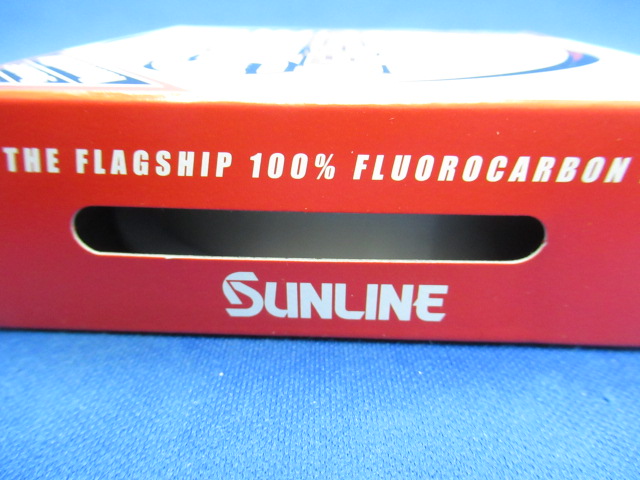 THE FLAGSHIP 100% FLUOROCARBON
SUNLINE